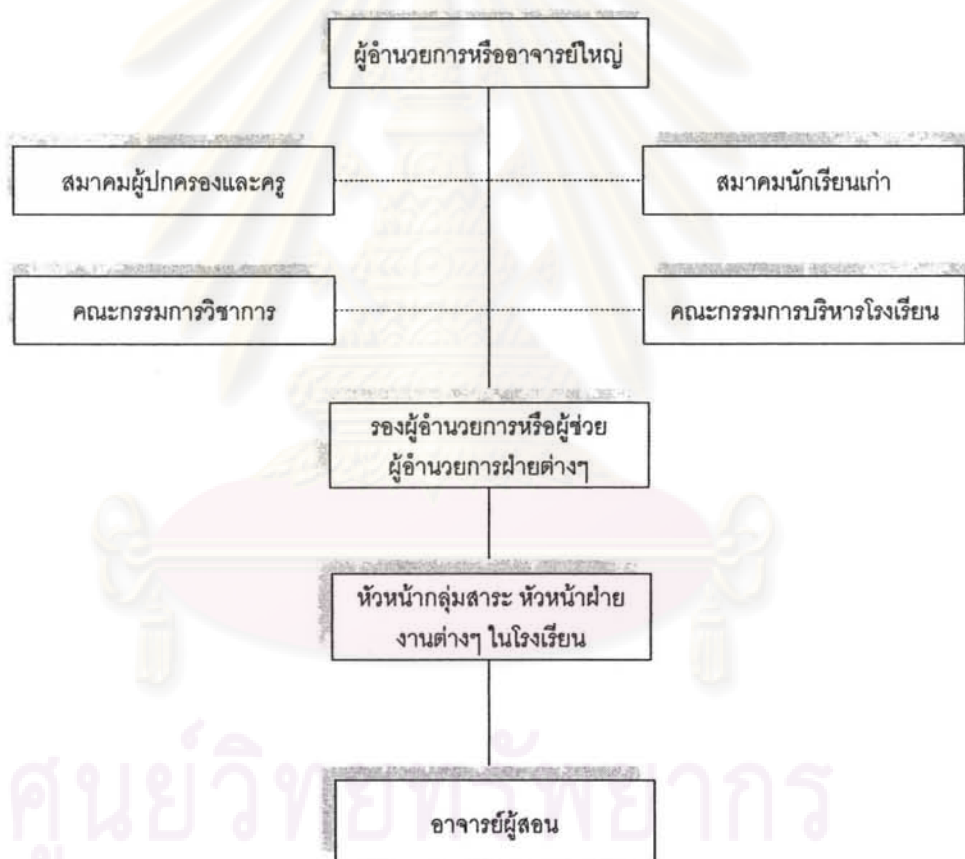 ผู้อำนวยการหรืออาจารย์ใหญ่
สมาคมผู้ปกครองและครู
สมาคมนักเรียนเก่า
คณะกรรมการวิชาการ
คณะกรรมการบริหารโรงเรียน
รองผู้อำนวยการหรือผู้ช่วย
ผู้อำนวยการฝ่ายต่างๆ
หัวหน้ากลุ่มสาระ หัวหน้าฝ่าย
งานต่างๆ ในโรงเรียน
ศูนย์วิทยทรัพยากร
อาจารย์ผู้สอน